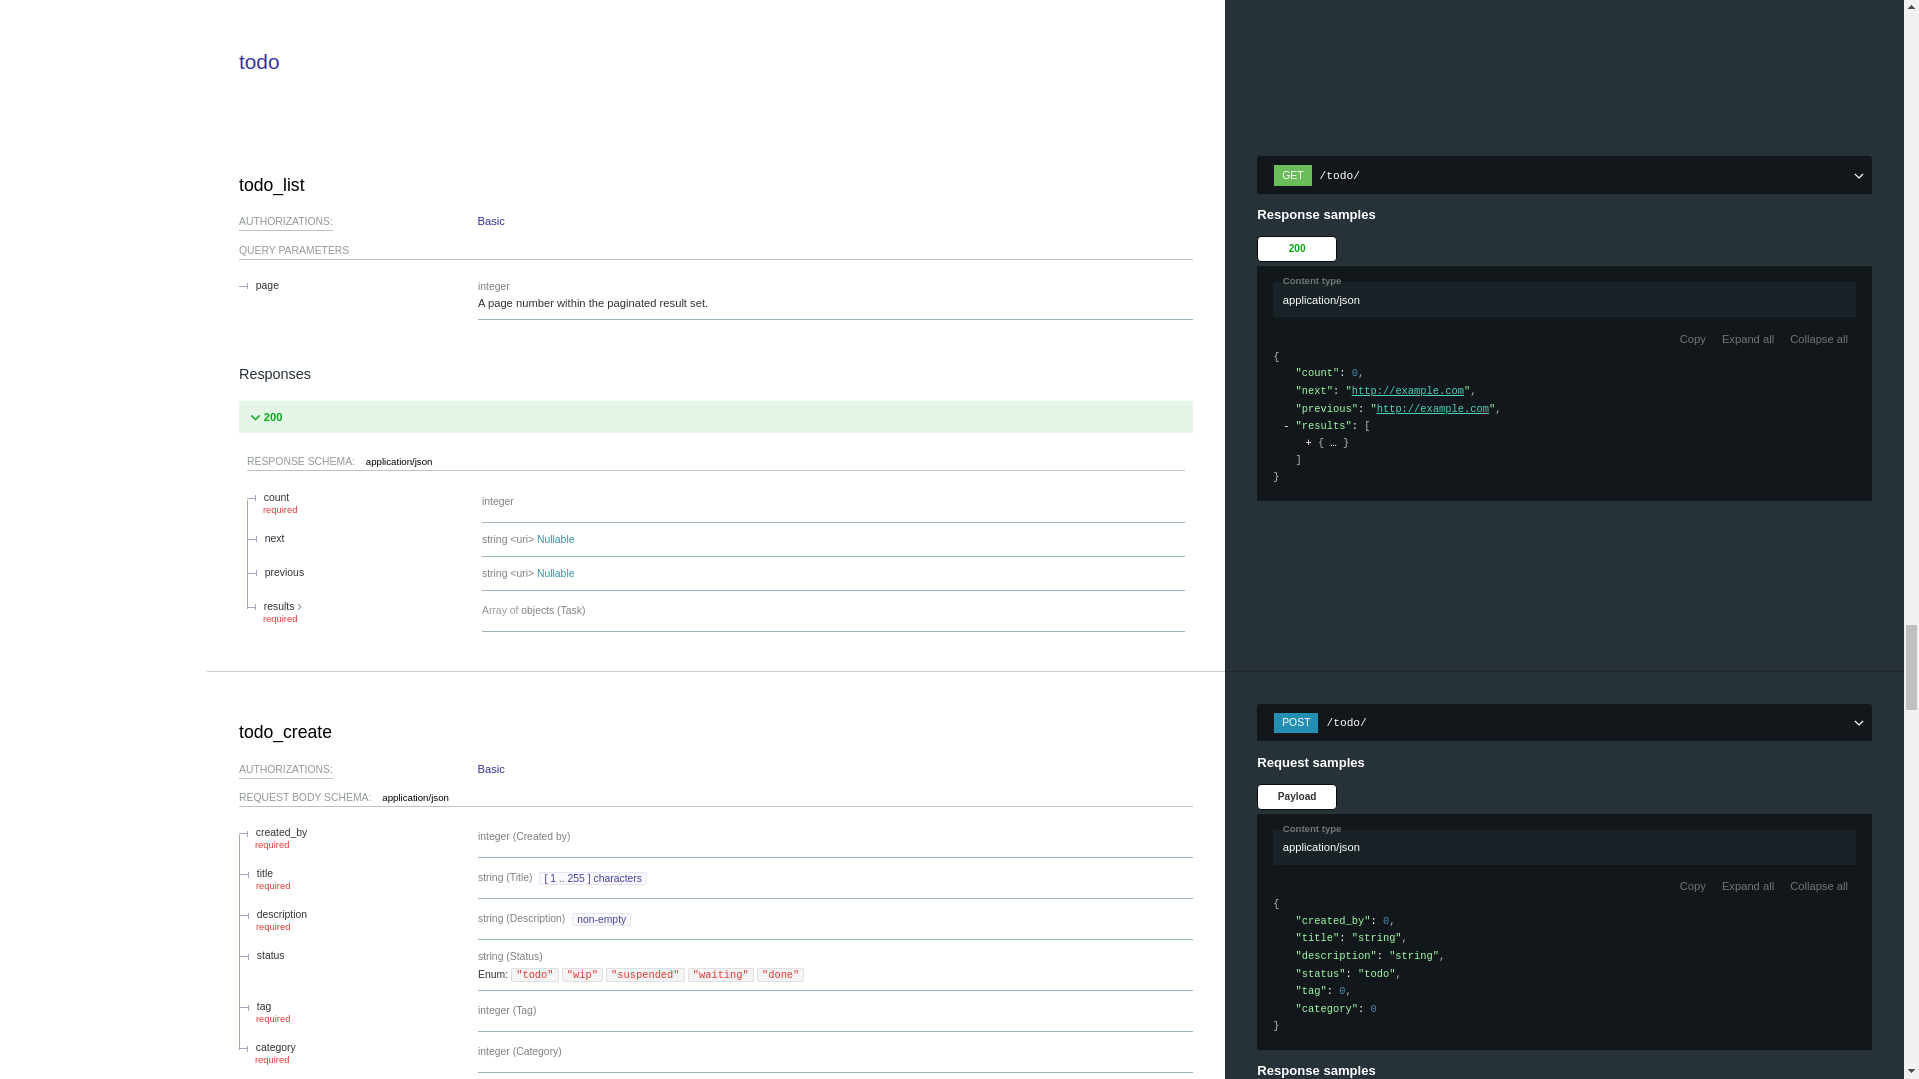 todo
todo_list
AUTHORIZATIONS: Basic
QUERY PARAMETERS
page integer
A page number within the paginated result set.
Responses
200
RESPONSE SCHEMA: application/json
count integer
required
next string <uri> Nullable
previous string <uri> Nullable
results Array of objects (Task)
required
GET /todo/
Response samples
200
Content type
application/json
Copy Expand all Collapse all
{
"count": 0,
"next": "http://example.com",
"previous": "http://example.com",
- "results": [
+ { … }
]
}
todo_create
AUTHORIZATIONS: Basic
REQUEST BODY SCHEMA: application/json
created_by integer (Created by)
required
title string (Title) [ 1 .. 255 ] characters
required
description string (Description) non-empty
required
status string (Status)
Enum: "todo" "wip" "suspended" "waiting" "done"
tag integer (Tag)
required
category integer (Category)
required
POST /todo/
Request samples
Payload
Content type
application/json
Copy Expand all Collapse all
{
"created_by": 0,
"title": "string",
"description": "string",
"status": "todo",
"tag": 0,
"category": 0
}
Response samples